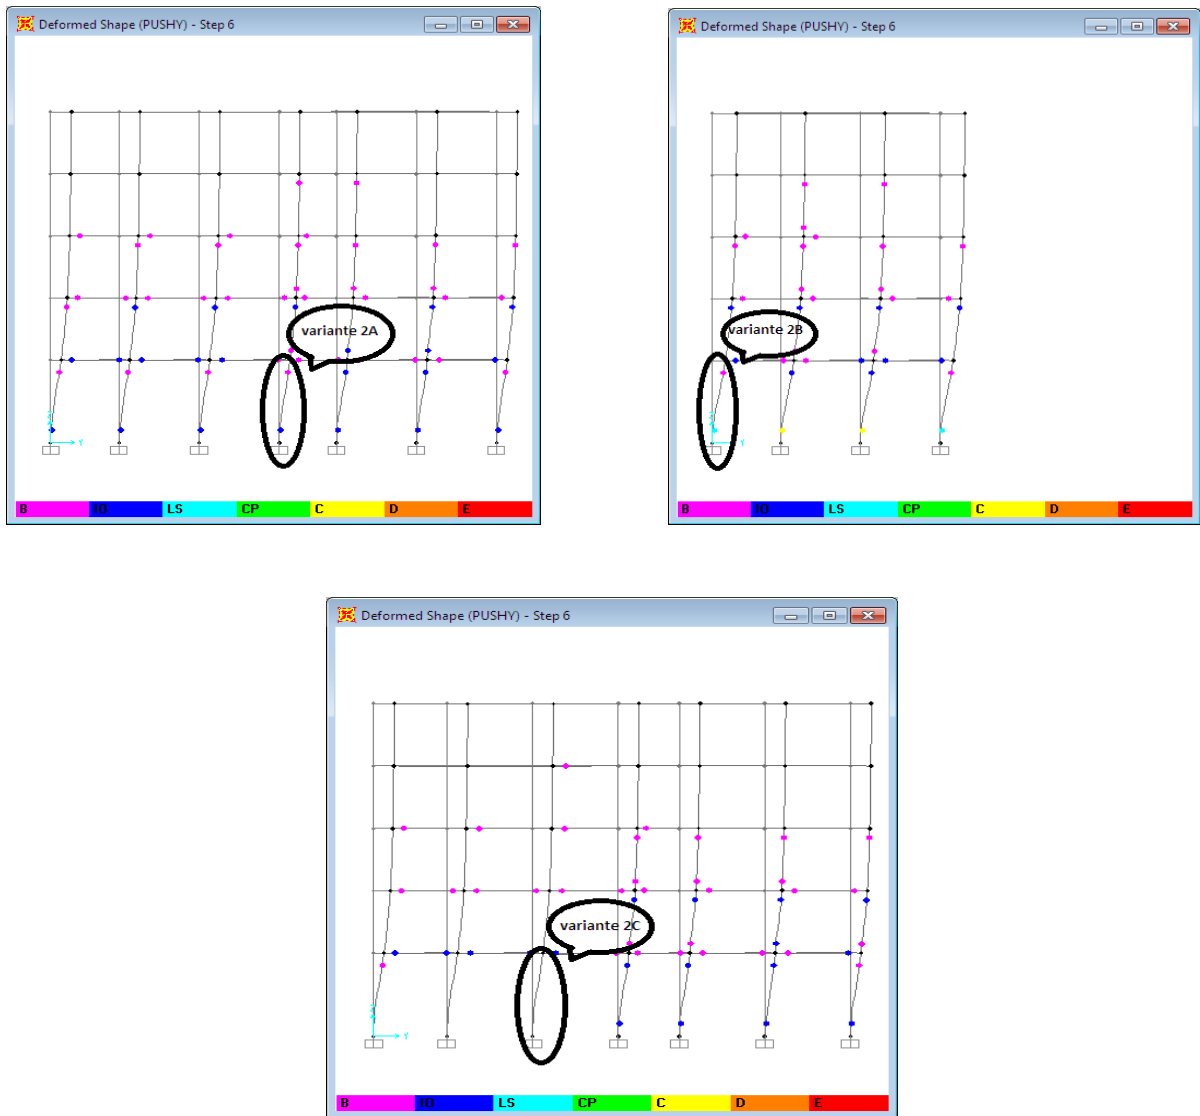 Deformed Shape (PUSHY) - Step 6
variante 2A
Z
Y
B IO LS CP C D E
Deformed Shape (PUSHY) - Step 6
variante 2B
Z
Y
B IO LS CP C D E
Deformed Shape (PUSHY) - Step 6
variante 2C
Z
Y
B IO LS CP C D E